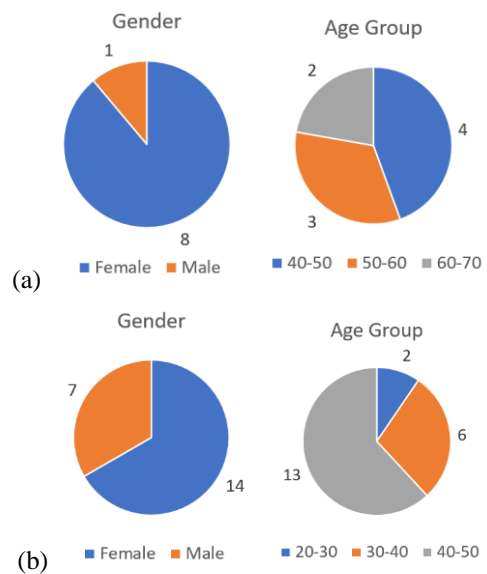 Gender
Age Group
1
8
2
4
3
Female Male
40-50 50-60 60-70
(a)
Gender
Age Group
7
14
2
6
13
Female Male
20-30 30-40 40-50
(b)